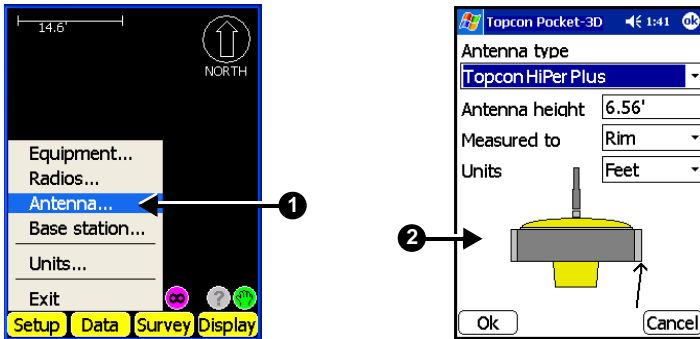 14.6'
NORTH
Equipment...
Radios...
Antenna...
Base station...
Units...
Exit
Setup Data Survey Display
1
Topcon Pocket-3D 1:41 ok
Antenna type
Topcon HiPer Plus
Antenna height 6.56'
Measured to Rim
Units Feet
2
Ok Cancel